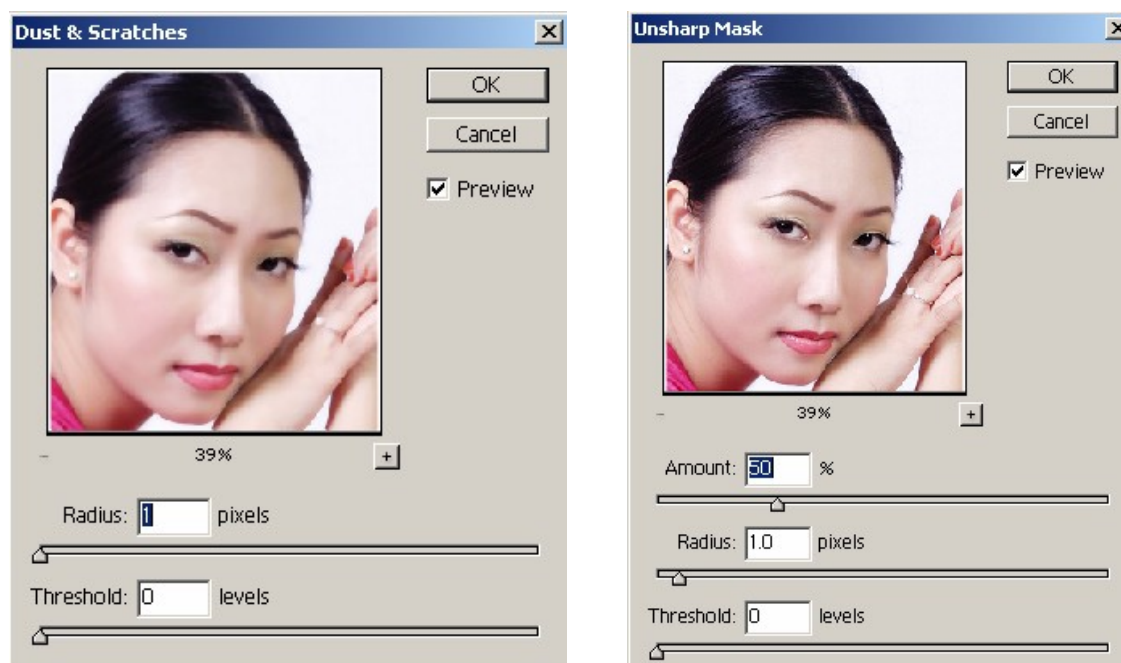 Dust & Scratches
OK
Cancel
Preview
39%
+
Radius: 1 pixels
Threshold: 0 levels
Unsharp Mask
OK
Cancel
Preview
39%
+
Amount: 50 %
Radius: 1.0 pixels
Threshold: 0 levels